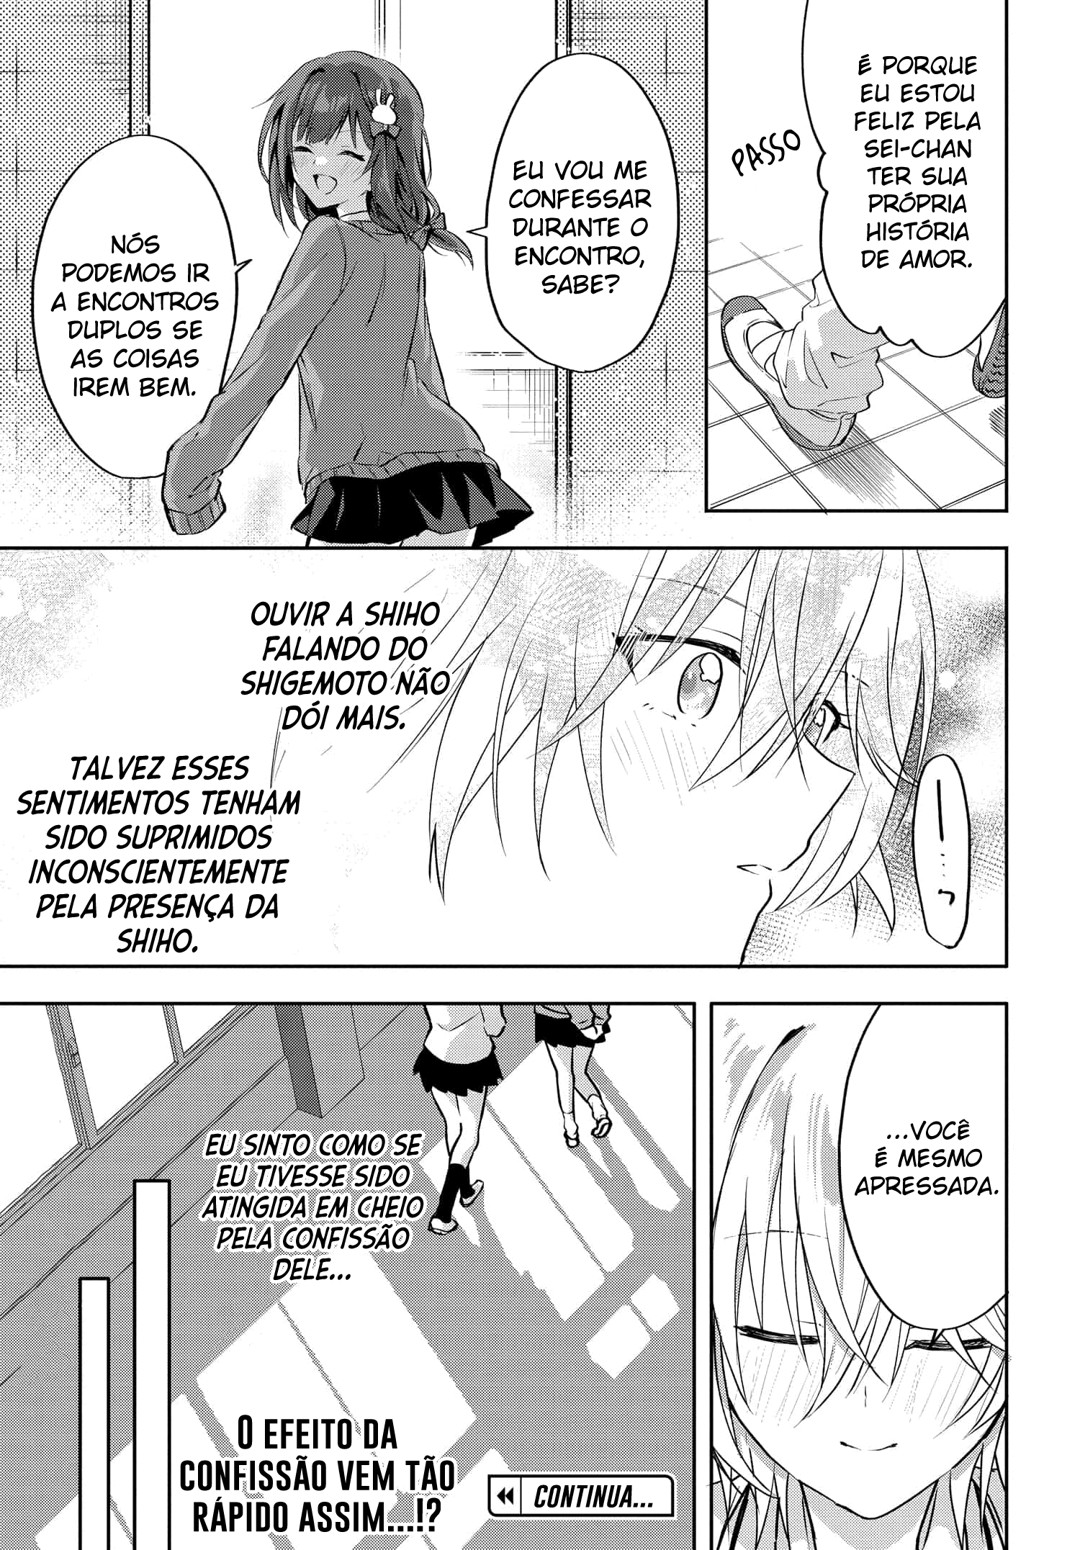 É PORQUE
EU ESTOU
FELIZ PELA
SEI-CHAN
TER SUA
PRÓPRIA
HISTÓRIA
DE AMOR.
PASSO
EU VOU ME
CONFESSAR
DURANTE O
ENCONTRO,
SABE?
NÓS
PODEMOS IR
A ENCONTROS
DUPLOS SE
AS COISAS
IREM BEM.
...っ
OUVIR A SHIHO
FALANDO DO
SHIGEMOTO NÃO
DÓI MAIS.
TALVEZ ESSES
SENTIMENTOS TENHAM
SIDO SUPRIMIDOS
INCONSCIENTEMENTE
PELA PRESENÇA DA
SHIHO.
...VOCÊ
É MESMO
APRESSADA.
EU SINTO COMO SE
EU TIVESSE SIDO
ATINGIDA EM CHEIO
PELA CONFISSÃO
DELE...
O EFEITO DA
CONFISSÃO VEM TÃO
RÁPIDO ASSIM...!?
CONTINUA...